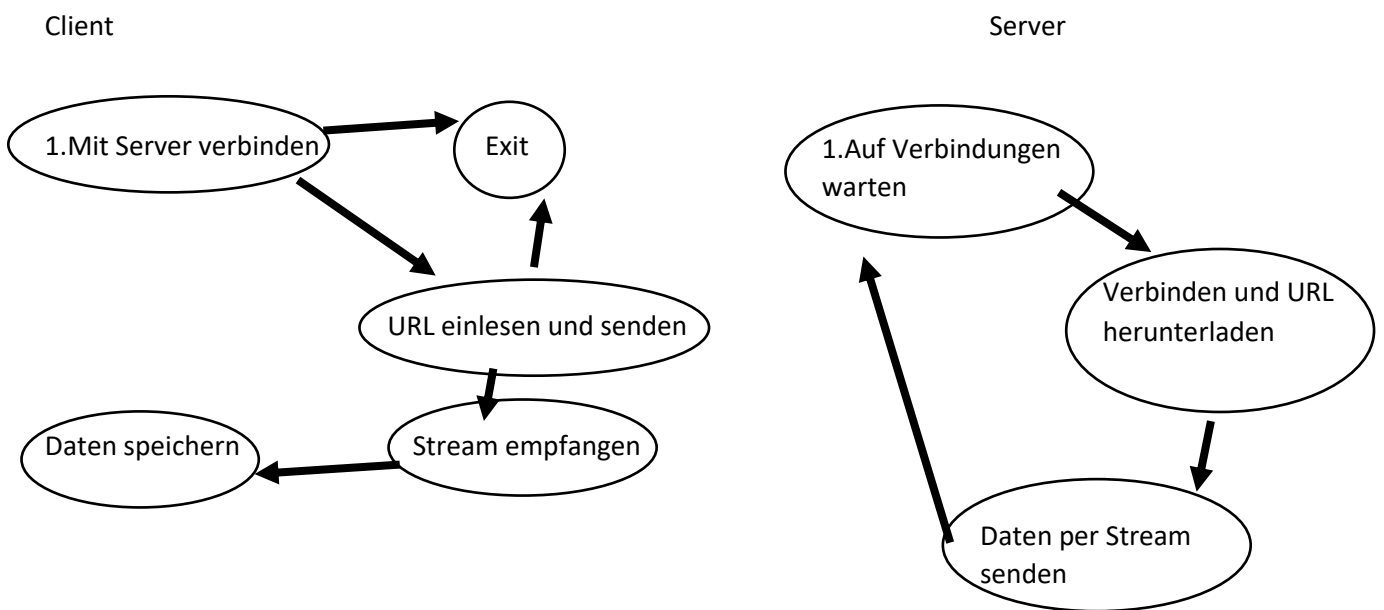 Client
Server
1.Mit Server verbinden
Exit
URL einlesen und senden
Stream empfangen
Daten speichern
1.Auf Verbindungen
warten
Verbinden und URL
herunterladen
Daten per Stream
senden